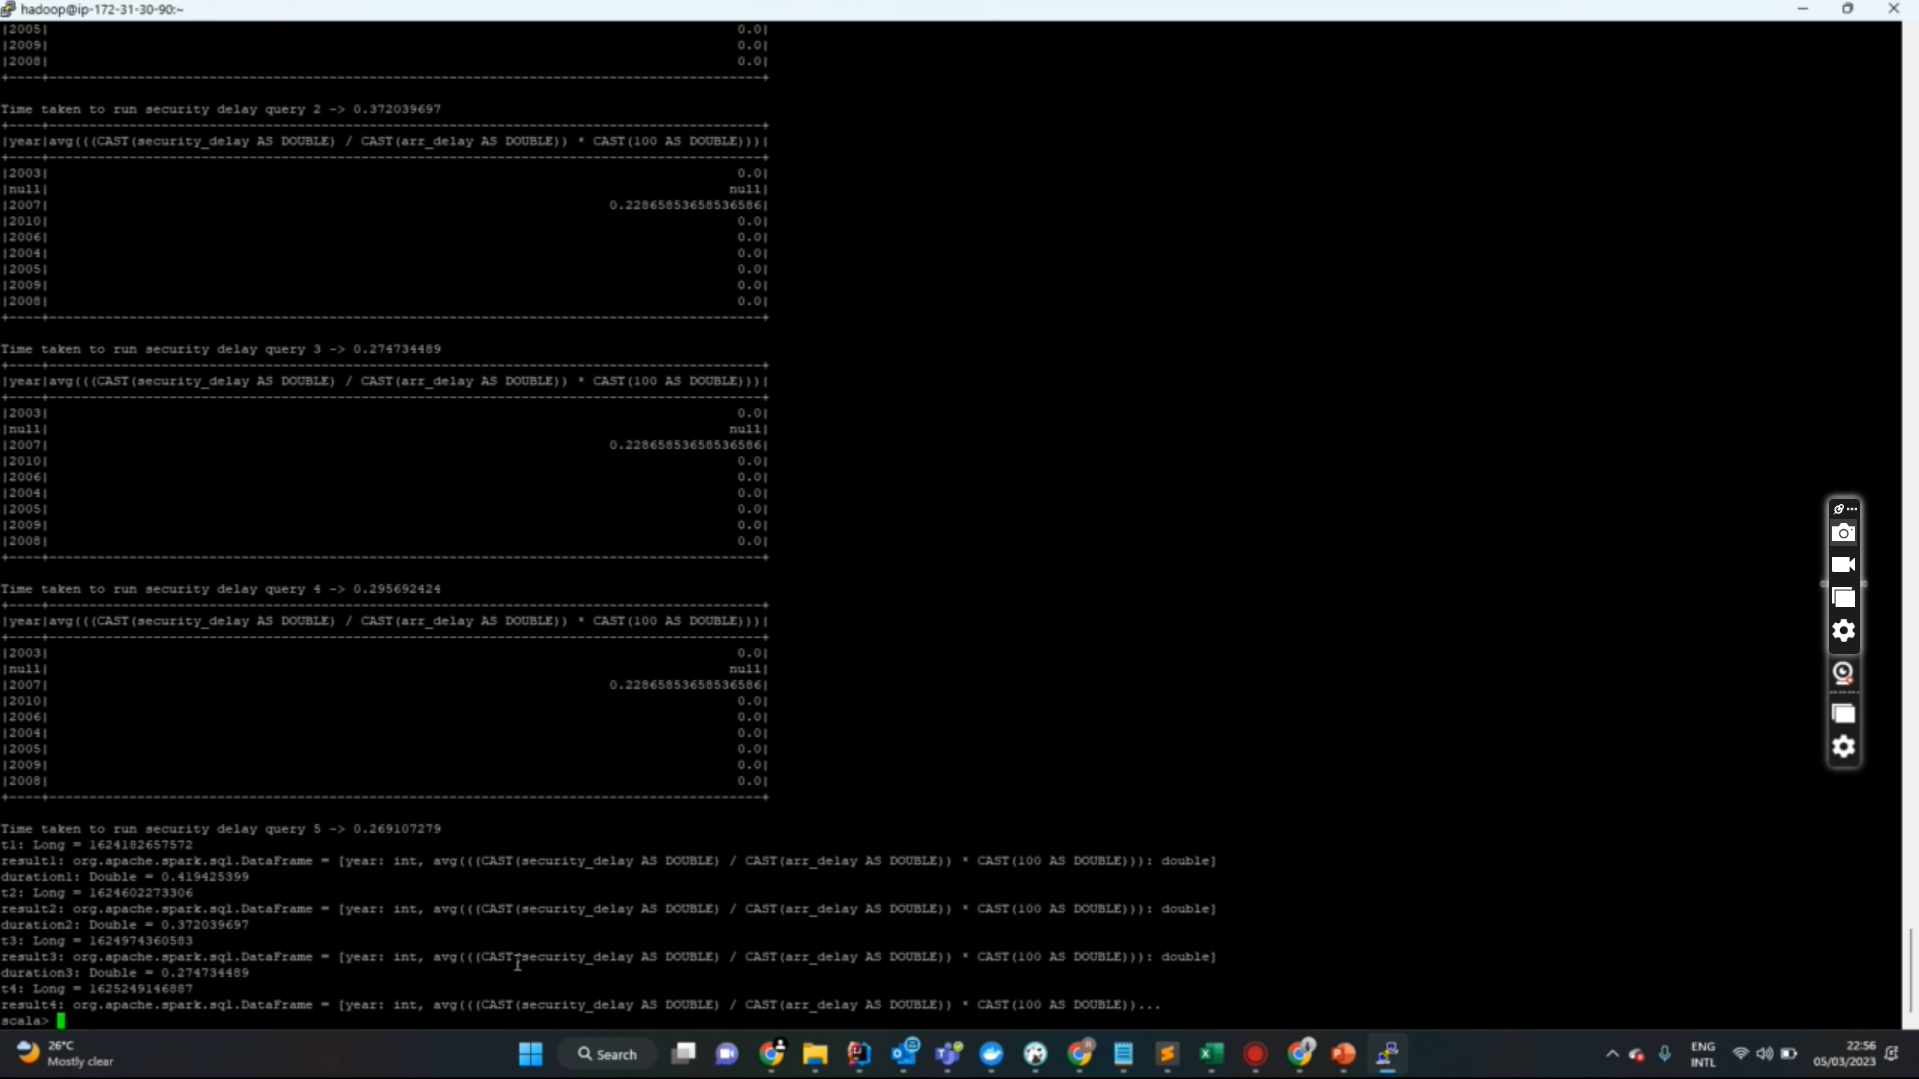 hadoop@ip-172-31-30-90:~
|2005| 0.0|
|2009| 0.0|
|2008| 0.0|
+----+------------------------------------------------------------------------------------------+
Time taken to run security delay query 2 -> 0.372039697
+----+------------------------------------------------------------------------------------------+
|year|avg(((CAST(security_delay AS DOUBLE) / CAST(arr_delay AS DOUBLE)) * CAST(100 AS DOUBLE)))|
+----+------------------------------------------------------------------------------------------+
|2003| 0.0|
|null| null|
|2007| 0.22865853658536586|
|2010| 0.0|
|2006| 0.0|
|2004| 0.0|
|2005| 0.0|
|2009| 0.0|
|2008| 0.0|
+----+------------------------------------------------------------------------------------------+
Time taken to run security delay query 3 -> 0.274734489
+----+------------------------------------------------------------------------------------------+
|year|avg(((CAST(security_delay AS DOUBLE) / CAST(arr_delay AS DOUBLE)) * CAST(100 AS DOUBLE)))|
+----+------------------------------------------------------------------------------------------+
|2003| 0.0|
|null| null|
|2007| 0.22865853658536586|
|2010| 0.0|
|2006| 0.0|
|2004| 0.0|
|2005| 0.0|
|2009| 0.0|
|2008| 0.0|
+----+------------------------------------------------------------------------------------------+
Time taken to run security delay query 4 -> 0.295692424
+----+------------------------------------------------------------------------------------------+
|year|avg(((CAST(security_delay AS DOUBLE) / CAST(arr_delay AS DOUBLE)) * CAST(100 AS DOUBLE)))|
+----+------------------------------------------------------------------------------------------+
|2003| 0.0|
|null| null|
|2007| 0.22865853658536586|
|2010| 0.0|
|2006| 0.0|
|2004| 0.0|
|2005| 0.0|
|2009| 0.0|
|2008| 0.0|
+----+------------------------------------------------------------------------------------------+
Time taken to run security delay query 5 -> 0.269107279
t1: Long = 1624182657572
result1: org.apache.spark.sql.DataFrame = [year: int, avg(((CAST(security_delay AS DOUBLE) / CAST(arr_delay AS DOUBLE)) * CAST(100 AS DOUBLE))): double]
duration1: Double = 0.419425399
t2: Long = 1624602273306
result2: org.apache.spark.sql.DataFrame = [year: int, avg(((CAST(security_delay AS DOUBLE) / CAST(arr_delay AS DOUBLE)) * CAST(100 AS DOUBLE))): double]
duration2: Double = 0.372039697
t3: Long = 1624974360583
result3: org.apache.spark.sql.DataFrame = [year: int, avg(((CAST(security_delay AS DOUBLE) / CAST(arr_delay AS DOUBLE)) * CAST(100 AS DOUBLE))): double]
duration3: Double = 0.274734489
t4: Long = 1625249146887
result4: org.apache.spark.sql.DataFrame = [year: int, avg(((CAST(security_delay AS DOUBLE) / CAST(arr_delay AS DOUBLE)) * CAST(100 AS DOUBLE))...
scala>
26°C
Mostly clear
Search
ENG
INTL
22:56
05/03/2023